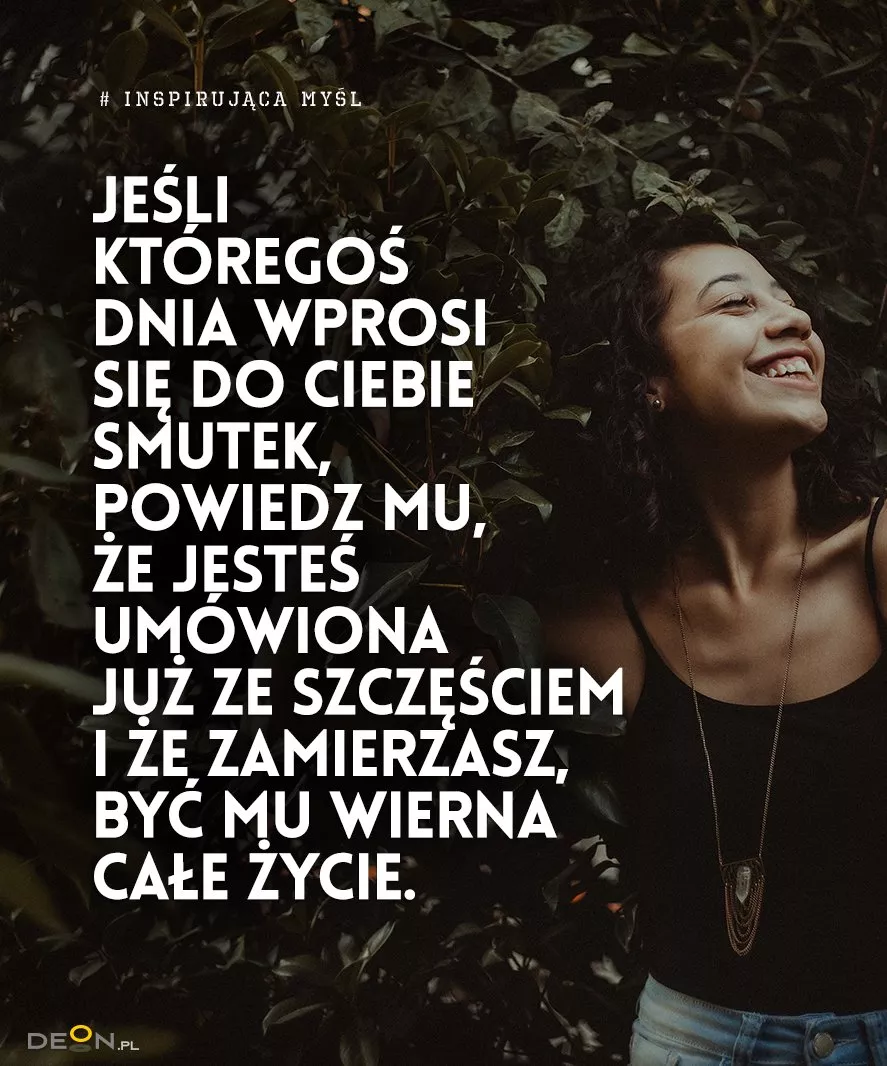 # INSPIRUJĄCA MYŚL
JEŚLI
KTÓREGOŚ
DNIA WPROSI
SIĘ DO CIEBIE
SMUTEK,
POWIEDZ MU,
ŻE JESTEŚ
UMÓWIONA
JUŻ ZE SZCZĘŚCIEM
I ŻE ZAMIERZASZ,
BYĆ MU WIERNA
CAŁE ŻYCIE.
DEON.PL